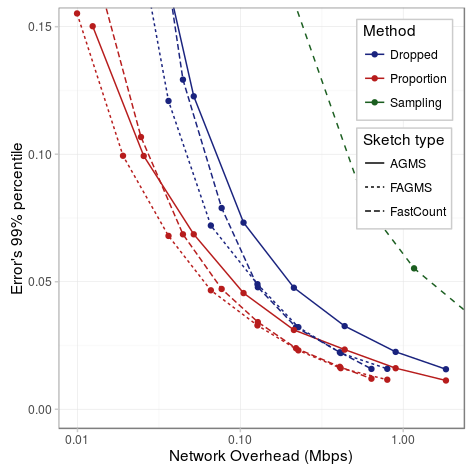 Error's 99% percentile
0.15
0.10
0.05
0.00
0.01
0.10
1.00
Network Overhead (Mbps)
Method
Dropped
Proportion
Sampling
Sketch type
AGMS
FAGMS
FastCount